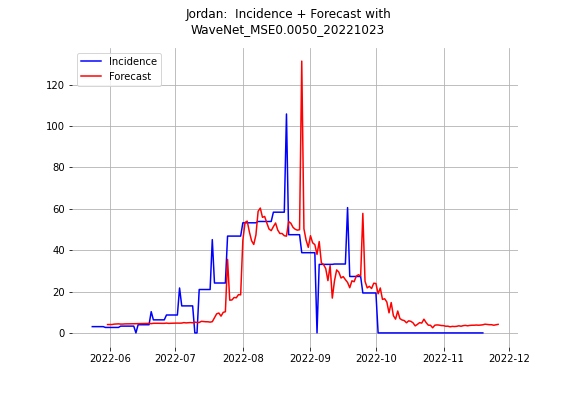 Jordan:  Incidence + Forecast with
WaveNet_MSE0.0050_20221023
Incidence
Forecast
120
100
80
60
40
20
0
2022-06 2022-07 2022-08 2022-09 2022-10 2022-11 2022-12